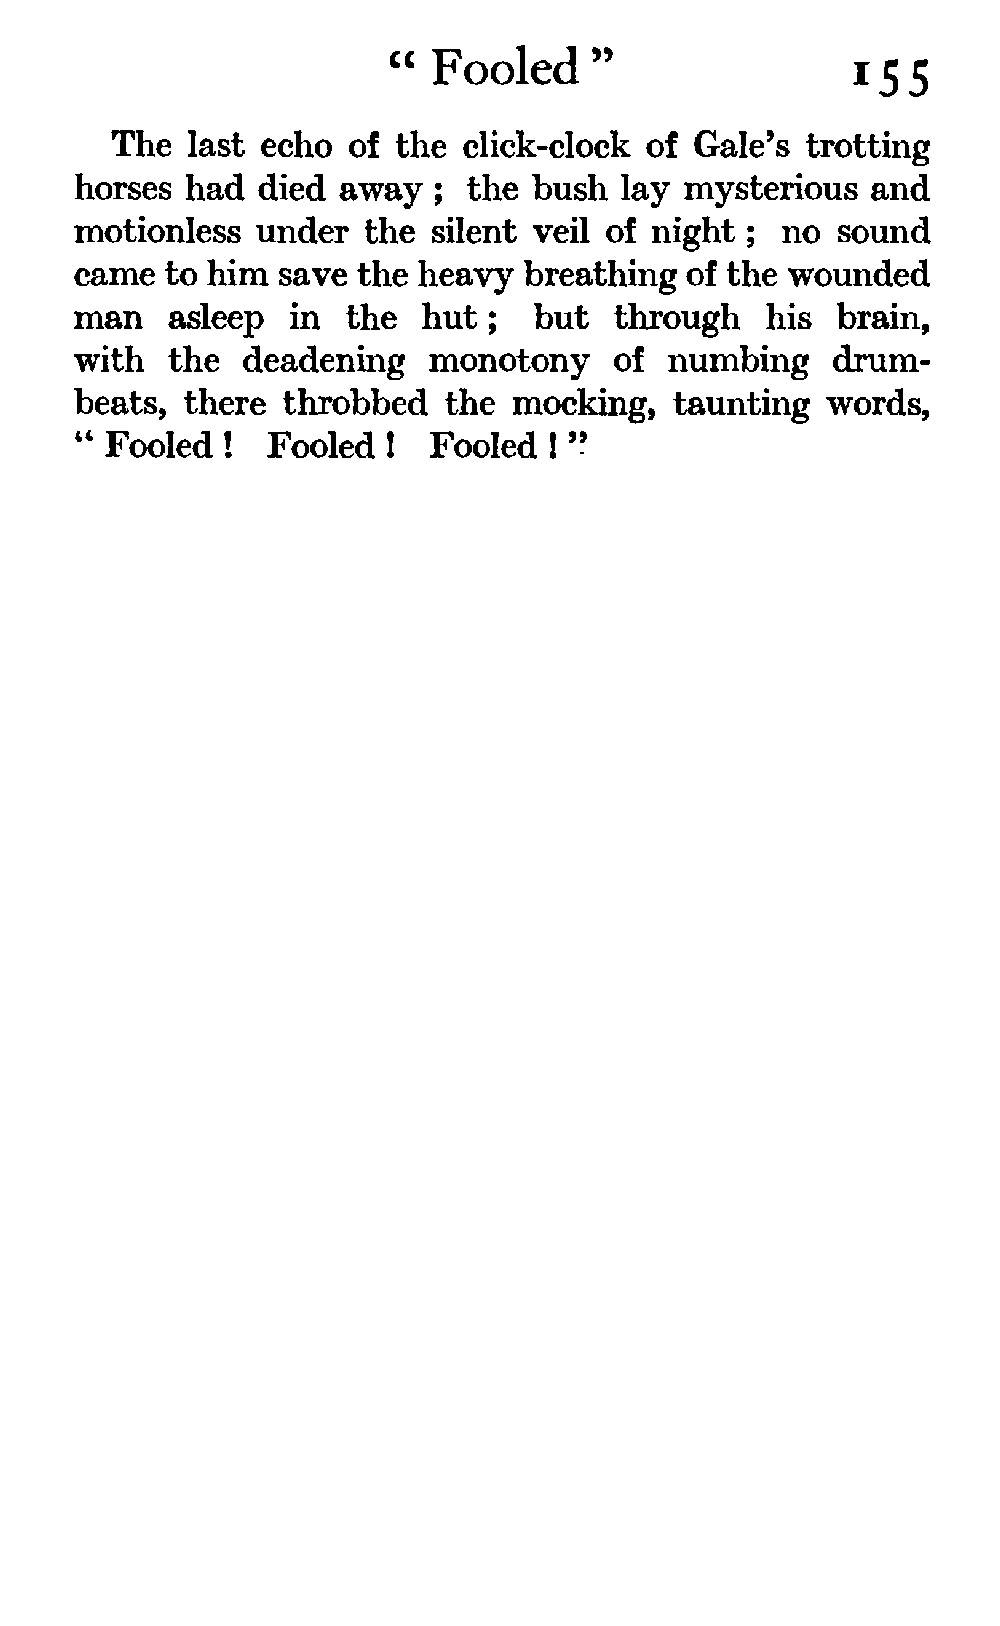 “ Fooled ” 155
The last echo of the click-clock of Gale’s trotting
horses had died away ; the bush lay mysterious and
motionless under the silent veil of night ; no sound
came to him save the heavy breathing of the wounded
man asleep in the hut ; but through his brain,
with the deadening monotony of numbing drum-
beats, there throbbed the mocking, taunting words,
“ Fooled ! Fooled ! Fooled ! ”